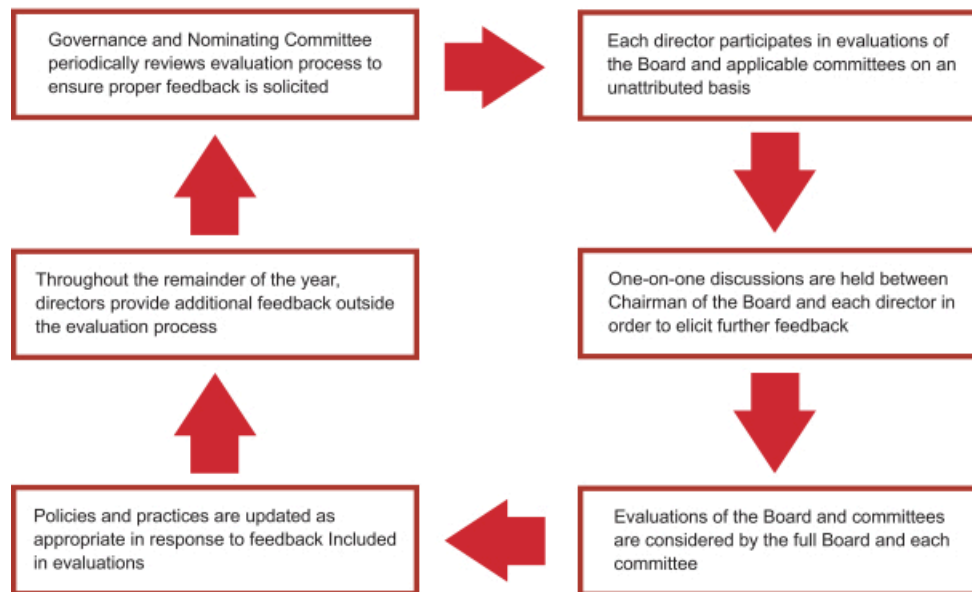 Governance and Nominating Committee
periodically reviews evaluation process to
ensure proper feedback is solicited
Each director participates in evaluations of
the Board and applicable committees on an
unattributed basis
One-on-one discussions are held between
Chairman of the Board and each director in
order to elicit further feedback
Evaluations of the Board and committees
are considered by the full Board and each
committee
Policies and practices are updated as
appropriate in response to feedback Included
in evaluations
Throughout the remainder of the year,
directors provide additional feedback outside
the evaluation process